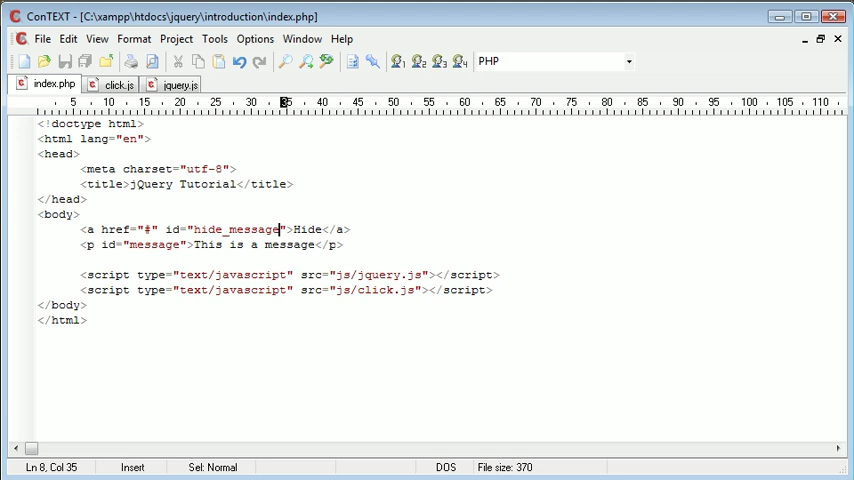 ConTEXT - [C:\xampp\htdocs\jquery\introduction\index.php]
File Edit View Format Project Tools Options Window Help
1 2 3 4 PHP
index.php click.js jquery.js
5 10 15 20 25 30 35 40 45 50 55 60 65 70 75 80 85 90 95 100 110
<!doctype html>
<html lang="en">
<head>
<meta charset="utf-8">
<title>jQuery Tutorial</title>
</head>
<body>
<a href="#" id="hide_message">Hide</a>
<p id="message">This is a message</p>
<script type="text/javascript" src="js/jquery.js"></script>
<script type="text/javascript" src="js/click.js"></script>
</body>
</html>
Ln 8, Col 35 Insert Sel: Normal DOS File size: 370